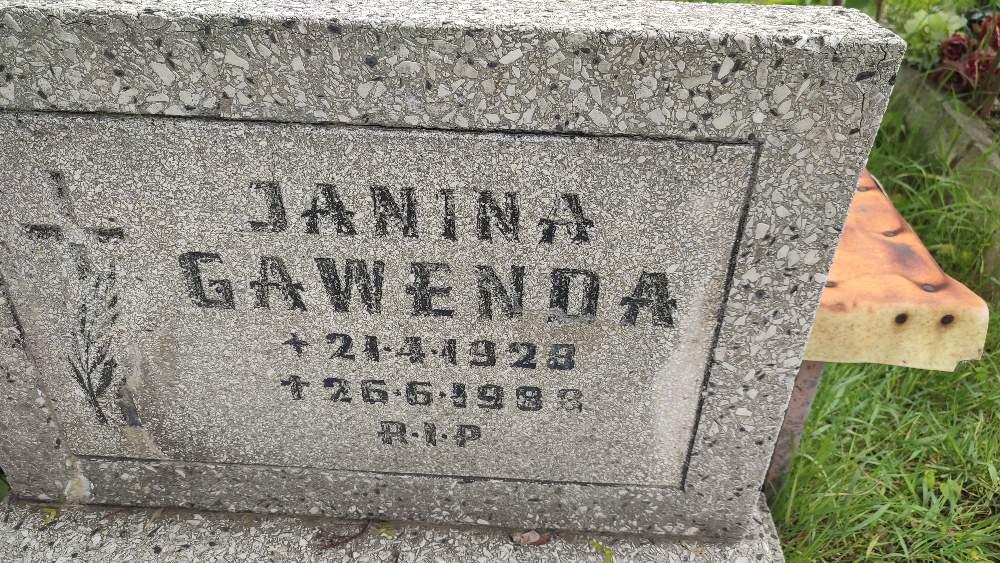 JANINA
GAWENDA
+ 21·4·1928
+ 26·6·1988
R·I·P